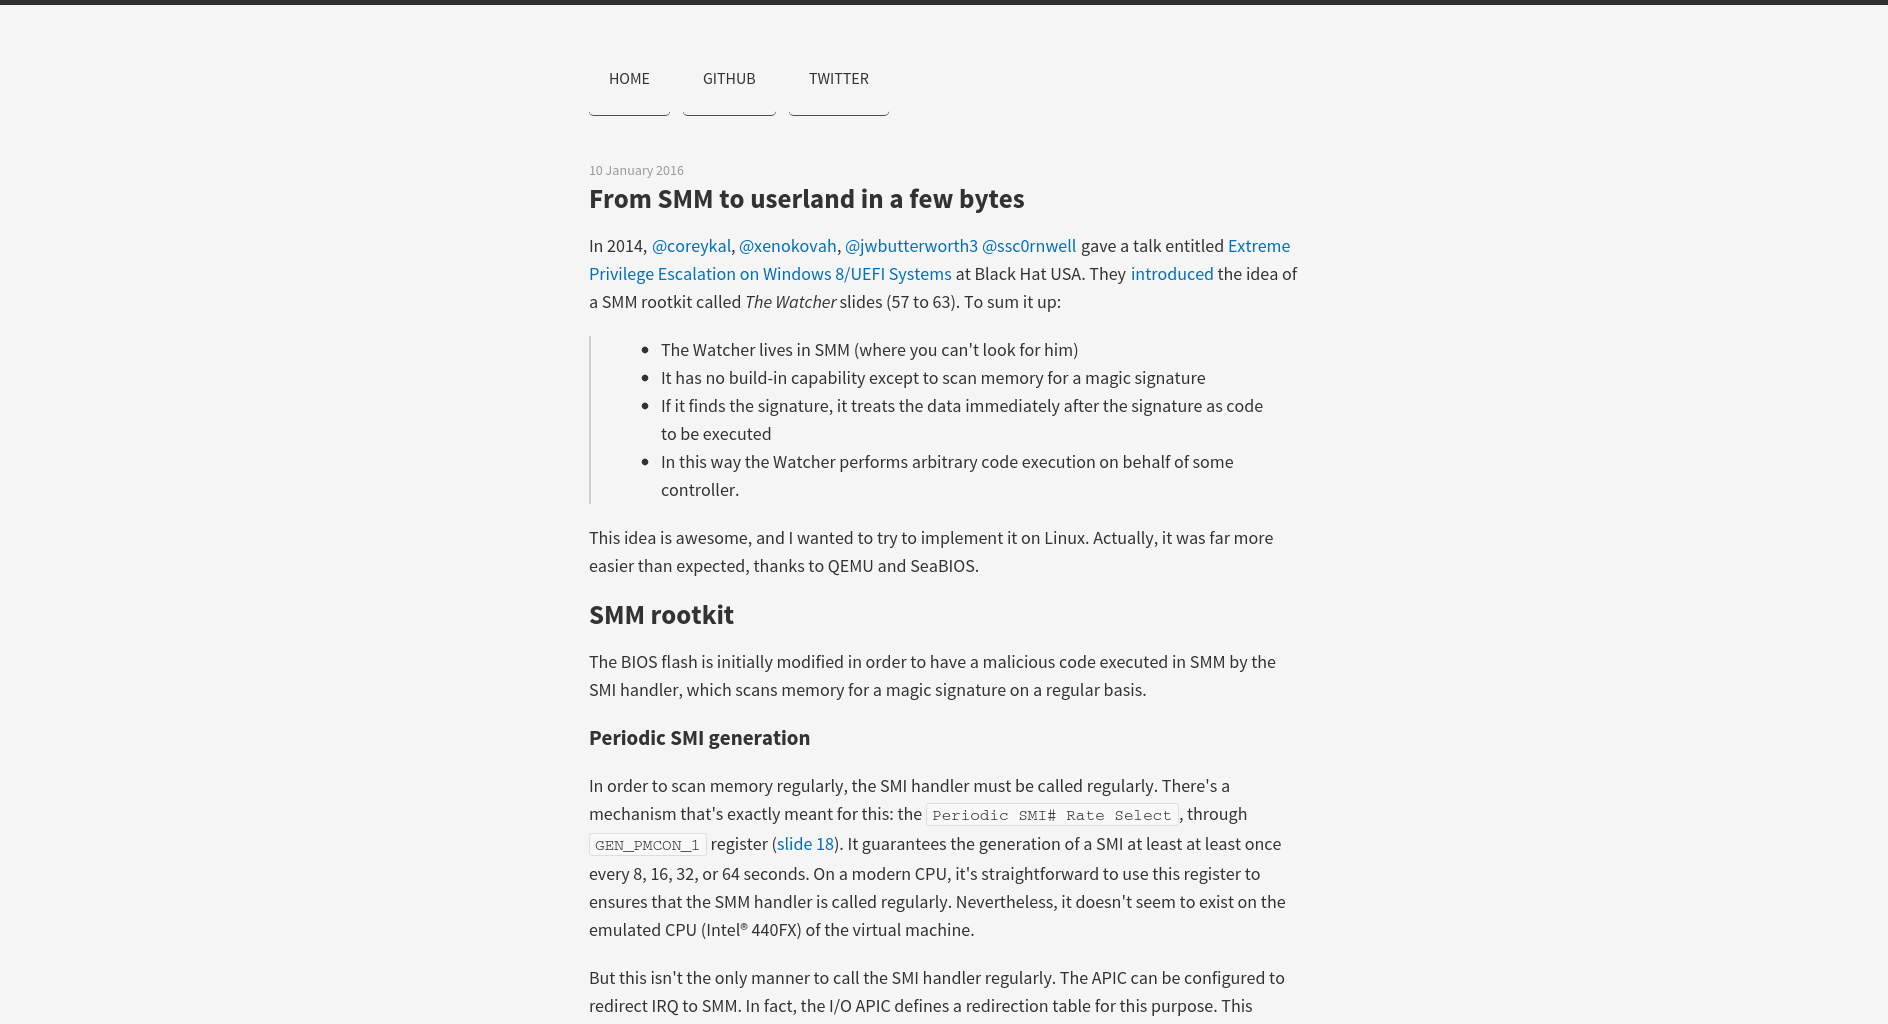 HOME GITHUB TWITTER
10 January 2016
From SMM to userland in a few bytes
In 2014, @coreykal, @xenokovah, @jwbutterworth3 @ssc0rnwell gave a talk entitled Extreme
Privilege Escalation on Windows 8/UEFI Systems at Black Hat USA. They introduced the idea of
a SMM rootkit called The Watcher slides (57 to 63). To sum it up:
• The Watcher lives in SMM (where you can't look for him)
• It has no build-in capability except to scan memory for a magic signature
• If it finds the signature, it treats the data immediately after the signature as code
to be executed
• In this way the Watcher performs arbitrary code execution on behalf of some
controller.
This idea is awesome, and I wanted to try to implement it on Linux. Actually, it was far more
easier than expected, thanks to QEMU and SeaBIOS.
SMM rootkit
The BIOS flash is initially modified in order to have a malicious code executed in SMM by the
SMI handler, which scans memory for a magic signature on a regular basis.
Periodic SMI generation
In order to scan memory regularly, the SMI handler must be called regularly. There's a
mechanism that's exactly meant for this: the Periodic SMI# Rate Select, through
GEN_PMCON_1 register (slide 18). It guarantees the generation of a SMI at least at least once
every 8, 16, 32, or 64 seconds. On a modern CPU, it's straightforward to use this register to
ensures that the SMM handler is called regularly. Nevertheless, it doesn't seem to exist on the
emulated CPU (Intel® 440FX) of the virtual machine.
But this isn't the only manner to call the SMI handler regularly. The APIC can be configured to
redirect IRQ to SMM. In fact, the I/O APIC defines a redirection table for this purpose. This